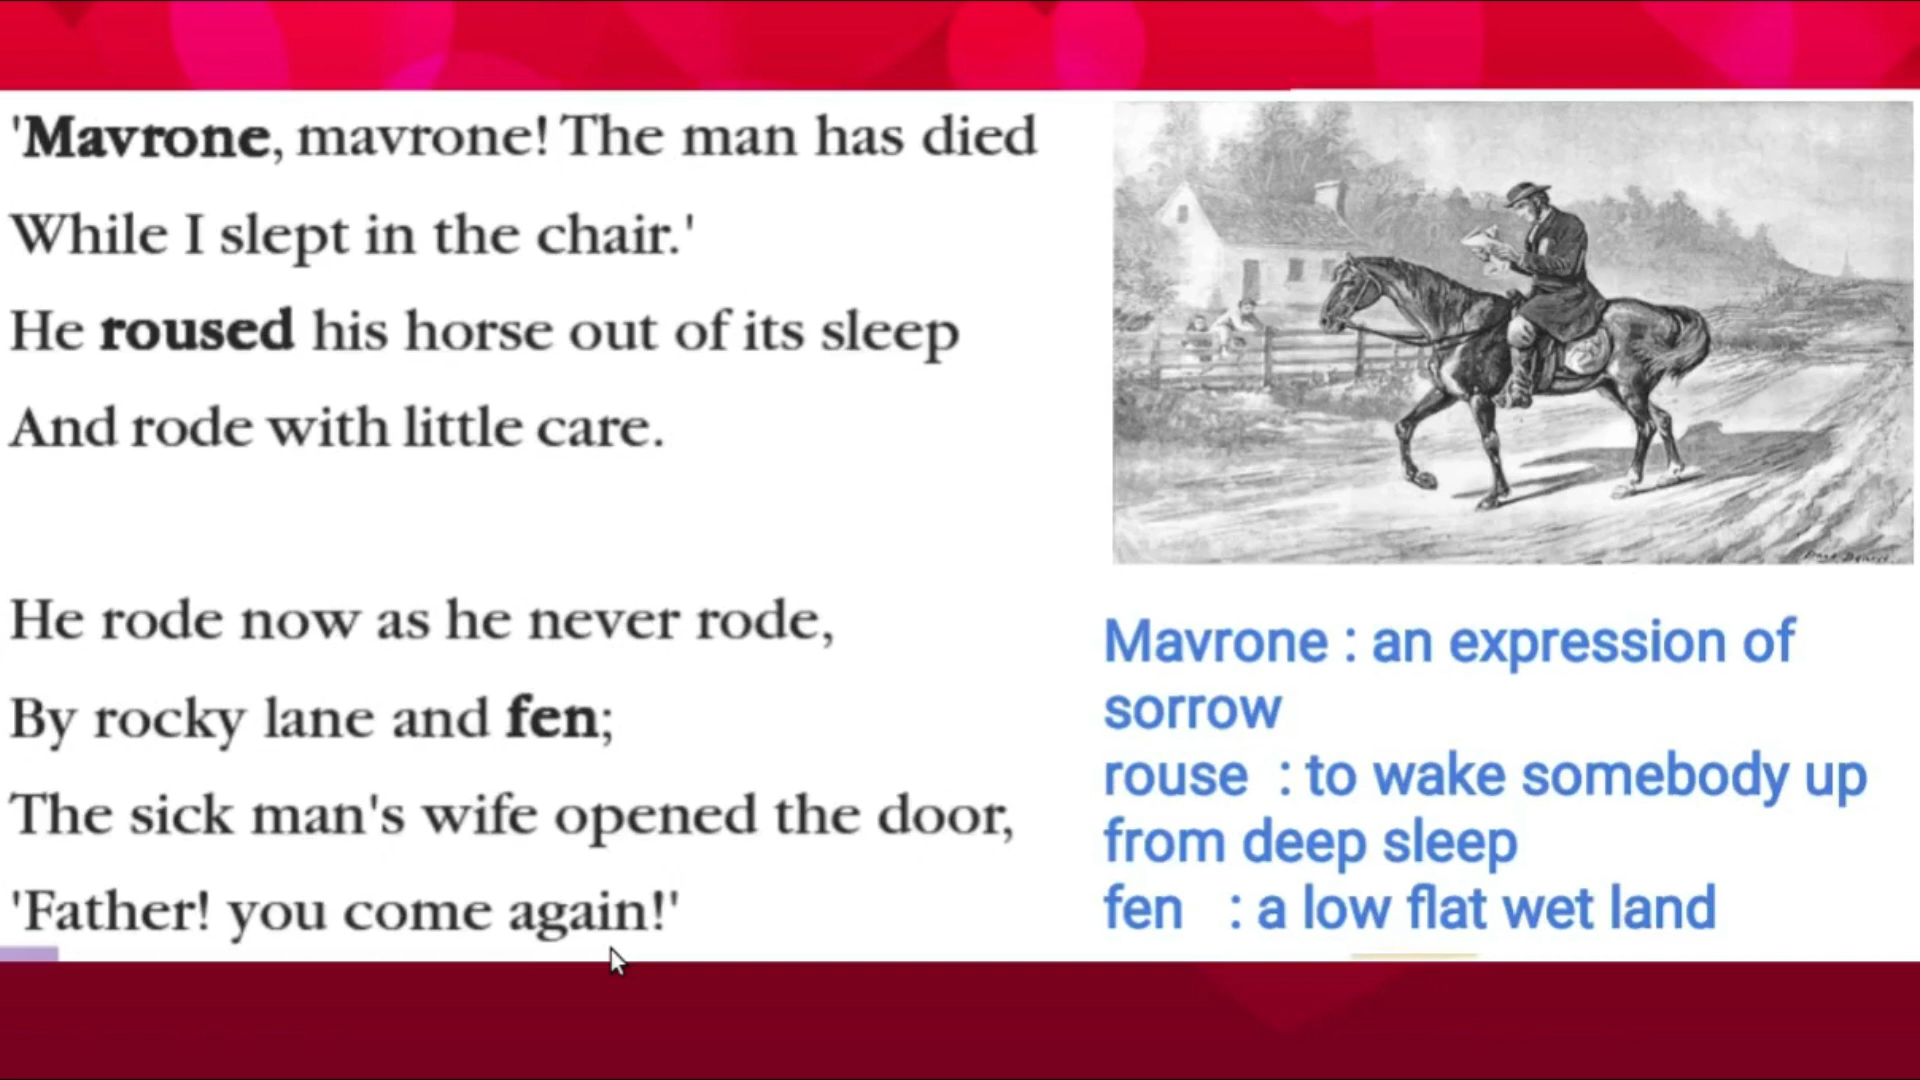 'Mavrone, mavrone! The man has died
While I slept in the chair.'
He roused his horse out of its sleep
And rode with little care.
He rode now as he never rode,
By rocky lane and fen;
The sick man's wife opened the door,
'Father! you come again!'
Mavrone : an expression of
sorrow
rouse : to wake somebody up
from deep sleep
fen : a low flat wet land